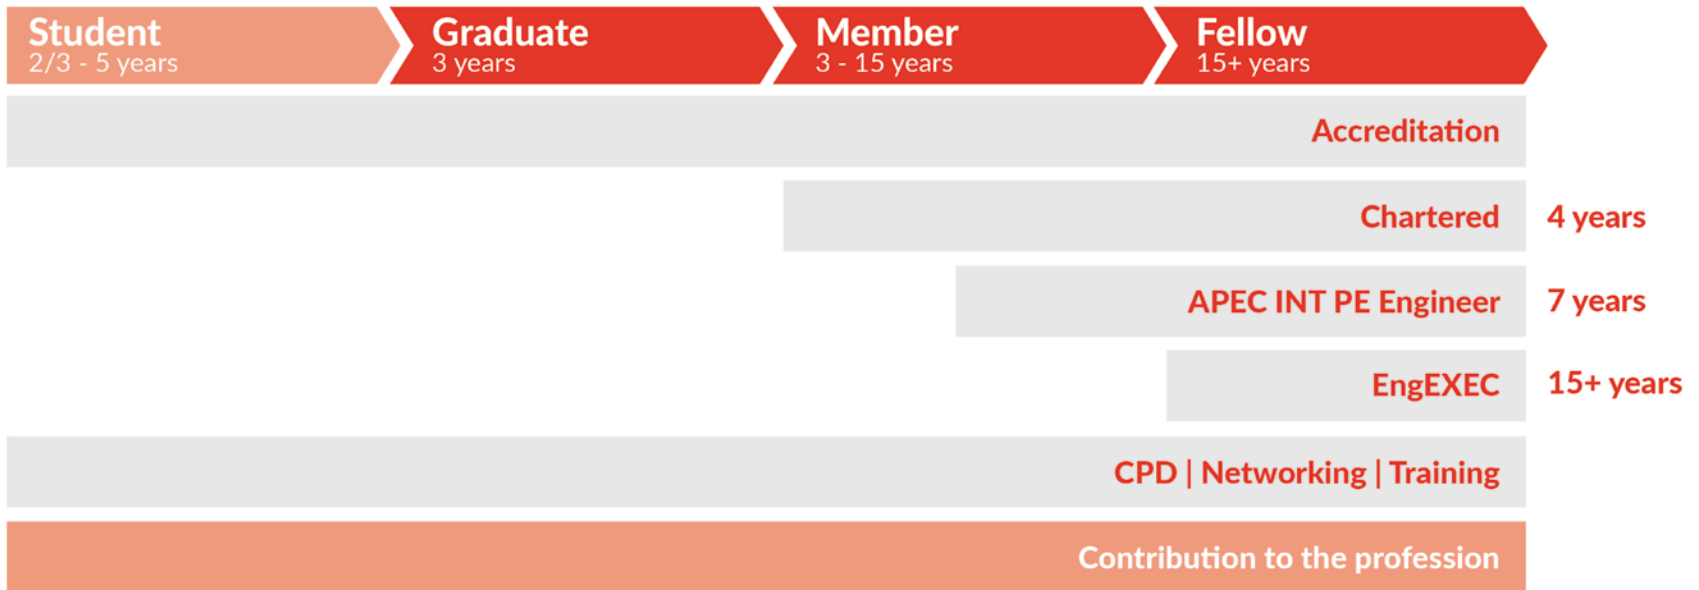 Student
2/3 - 5 years
Graduate
3 years
Member
3 - 15 years
Fellow
15+ years
Accreditation
Chartered
4 years
APEC INT PE Engineer
7 years
EngEXEC
15+ years
CPD | Networking | Training
Contribution to the profession